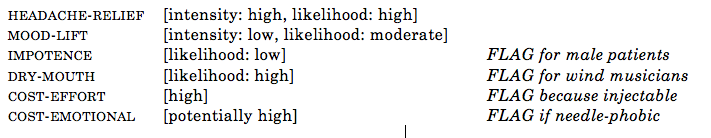 HEADACHE-RELIEF [intensity: high, likelihood: high]
MOOD-LIFT [intensity: low, likelihood: moderate]
IMPOTENCE [likelihood: low] FLAG for male patients
DRY-MOUTH [likelihood: high] FLAG for wind musicians
COST-EFFORT [high] FLAG because injectable
COST-EMOTIONAL [potentially high] FLAG if needle-phobic